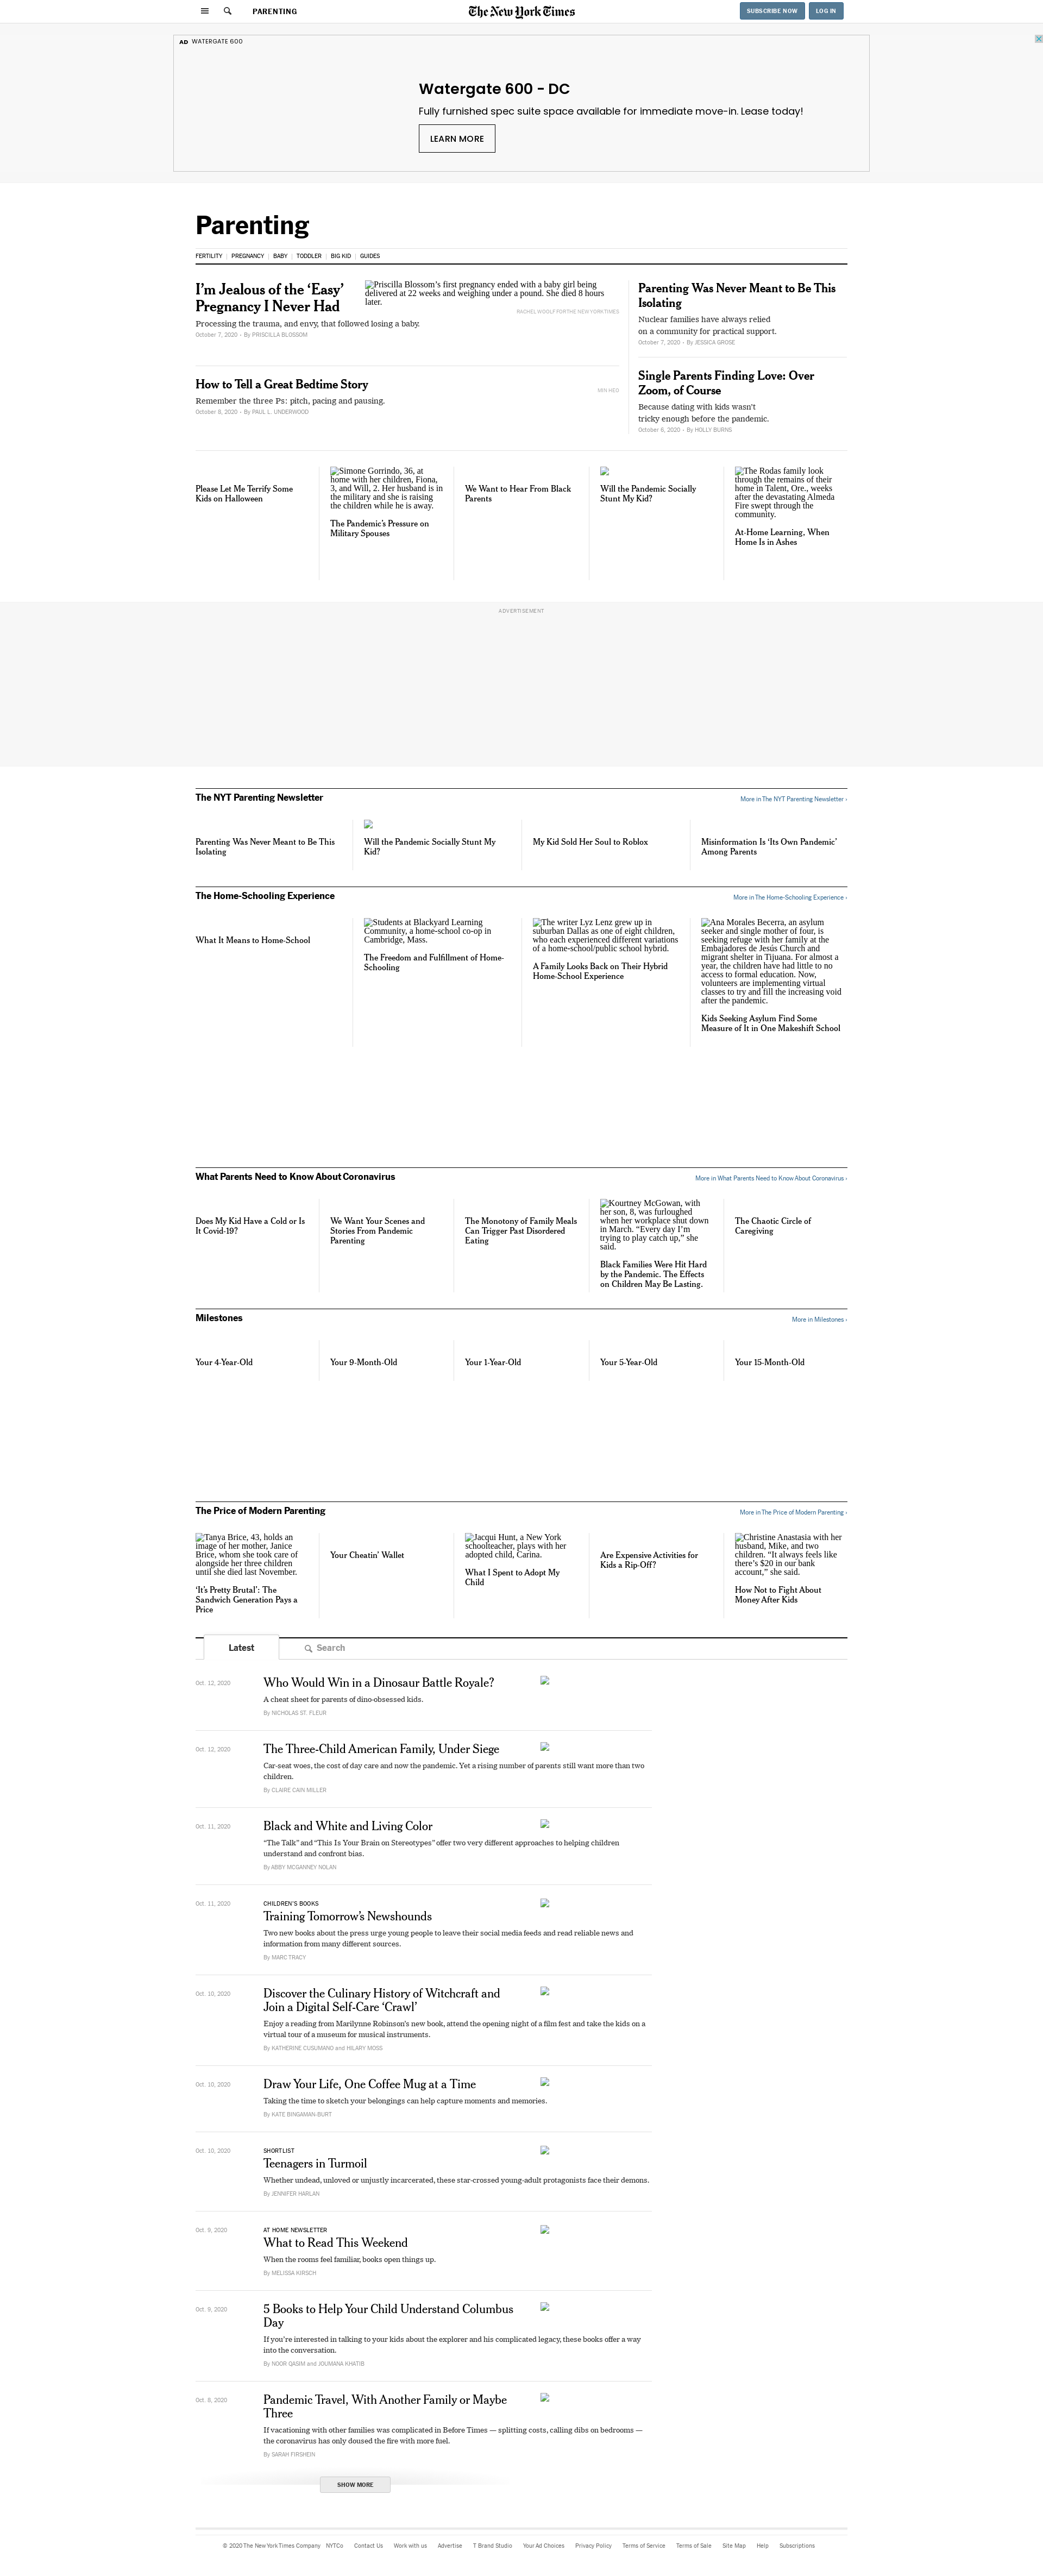 PARENTING
The New York Times
SUBSCRIBE NOW
LOG IN
AD WATERGATE 600
Watergate 600 - DC
Fully furnished spec suite space available for immediate move-in. Lease today!
LEARN MORE
Parenting
FERTILITY
PREGNANCY
BABY
TODDLER
BIG KID
GUIDES
I’m Jealous of the ‘Easy’
Pregnancy I Never Had
Processing the trauma, and envy, that followed losing a baby.
October 7, 2020 • By PRISCILLA BLOSSOM
Priscilla Blossom’s first pregnancy ended with a baby girl being
delivered at 22 weeks and weighing under a pound. She died 8 hours
later.
RACHEL WOOLF FOR THE NEW YORK TIMES
How to Tell a Great Bedtime Story
Remember the three Ps: pitch, pacing and pausing.
October 8, 2020 • By PAUL L. UNDERWOOD
MIN HEO
Parenting Was Never Meant to Be This
Isolating
Nuclear families have always relied
on a community for practical support.
October 7, 2020 • By JESSICA GROSE
Single Parents Finding Love: Over
Zoom, of Course
Because dating with kids wasn’t
tricky enough before the pandemic.
October 6, 2020 • By HOLLY BURNS
Please Let Me Terrify Some
Kids on Halloween
Simone Gorrindo, 36, at
home with her children, Fiona,
3, and Will, 2. Her husband is in
the military and she is raising
the children while he is away.
The Pandemic’s Pressure on
Military Spouses
We Want to Hear From Black
Parents
Will the Pandemic Socially
Stunt My Kid?
The Rodas family look
through the remains of their
home in Talent, Ore., weeks
after the devastating Almeda
Fire swept through the
community.
At-Home Learning, When
Home Is in Ashes
ADVERTISEMENT
The NYT Parenting Newsletter
More in The NYT Parenting Newsletter ›
Parenting Was Never Meant to Be This
Isolating
Will the Pandemic Socially Stunt My
Kid?
My Kid Sold Her Soul to Roblox
Misinformation Is ‘Its Own Pandemic’
Among Parents
The Home-Schooling Experience
More in The Home-Schooling Experience ›
What It Means to Home-School
Students at Blackyard Learning
Community, a home-school co-op in
Cambridge, Mass.
The Freedom and Fulfillment of Home-
Schooling
The writer Lyz Lenz grew up in
suburban Dallas as one of eight children,
who each experienced different variations
of a home-school/public school hybrid.
A Family Looks Back on Their Hybrid
Home-School Experience
Ana Morales Becerra, an asylum
seeker and single mother of four, is
seeking refuge with her family at the
Embajadores de Jesús Church and
migrant shelter in Tijuana. For almost a
year, the children have had little to no
access to formal education. Now,
volunteers are implementing virtual
classes to try and fill the increasing void
after the pandemic.
Kids Seeking Asylum Find Some
Measure of It in One Makeshift School
What Parents Need to Know About Coronavirus
More in What Parents Need to Know About Coronavirus ›
Does My Kid Have a Cold or Is
It Covid-19?
We Want Your Scenes and
Stories From Pandemic
Parenting
The Monotony of Family Meals
Can Trigger Past Disordered
Eating
Kourtney McGowan, with
her son, 8, was furloughed
when her workplace shut down
in March. “Every day I’m
trying to play catch up,” she
said.
Black Families Were Hit Hard
by the Pandemic. The Effects
on Children May Be Lasting.
The Chaotic Circle of
Caregiving
Milestones
More in Milestones ›
Your 4-Year-Old
Your 9-Month-Old
Your 1-Year-Old
Your 5-Year-Old
Your 15-Month-Old
The Price of Modern Parenting
More in The Price of Modern Parenting ›
Tanya Brice, 43, holds an
image of her mother, Janice
Brice, whom she took care of
alongside her three children
until she died last November.
‘It’s Pretty Brutal’: The
Sandwich Generation Pays a
Price
Your Cheatin’ Wallet
Jacqui Hunt, a New York
schoolteacher, plays with her
adopted child, Carina.
What I Spent to Adopt My
Child
Are Expensive Activities for
Kids a Rip-Off?
Christine Anastasia with her
husband, Mike, and two
children. “It always feels like
there’s $20 in our bank
account,” she said.
How Not to Fight About
Money After Kids
Latest
Search
Oct. 12, 2020
Who Would Win in a Dinosaur Battle Royale?
A cheat sheet for parents of dino-obsessed kids.
By NICHOLAS ST. FLEUR
Oct. 12, 2020
The Three-Child American Family, Under Siege
Car-seat woes, the cost of day care and now the pandemic. Yet a rising number of parents still want more than two
children.
By CLAIRE CAIN MILLER
Oct. 11, 2020
Black and White and Living Color
“The Talk” and “This Is Your Brain on Stereotypes” offer two very different approaches to helping children
understand and confront bias.
By ABBY MCGANNEY NOLAN
Oct. 11, 2020
CHILDREN’S BOOKS
Training Tomorrow’s Newshounds
Two new books about the press urge young people to leave their social media feeds and read reliable news and
information from many different sources.
By MARC TRACY
Oct. 10, 2020
Discover the Culinary History of Witchcraft and
Join a Digital Self-Care ‘Crawl’
Enjoy a reading from Marilynne Robinson’s new book, attend the opening night of a film fest and take the kids on a
virtual tour of a museum for musical instruments.
By KATHERINE CUSUMANO and HILARY MOSS
Oct. 10, 2020
Draw Your Life, One Coffee Mug at a Time
Taking the time to sketch your belongings can help capture moments and memories.
By KATE BINGAMAN-BURT
Oct. 10, 2020
SHORTLIST
Teenagers in Turmoil
Whether undead, unloved or unjustly incarcerated, these star-crossed young-adult protagonists face their demons.
By JENNIFER HARLAN
Oct. 9, 2020
AT HOME NEWSLETTER
What to Read This Weekend
When the rooms feel familiar, books open things up.
By MELISSA KIRSCH
Oct. 9, 2020
5 Books to Help Your Child Understand Columbus
Day
If you’re interested in talking to your kids about the explorer and his complicated legacy, these books offer a way
into the conversation.
By NOOR QASIM and JOUMANA KHATIB
Oct. 8, 2020
Pandemic Travel, With Another Family or Maybe
Three
If vacationing with other families was complicated in Before Times — splitting costs, calling dibs on bedrooms —
the coronavirus has only doused the fire with more fuel.
By SARAH FIRSHEIN
SHOW MORE
© 2020 The New York Times Company NYTCo Contact Us Work with us Advertise T Brand Studio Your Ad Choices Privacy Policy Terms of Service Terms of Sale Site Map Help Subscriptions